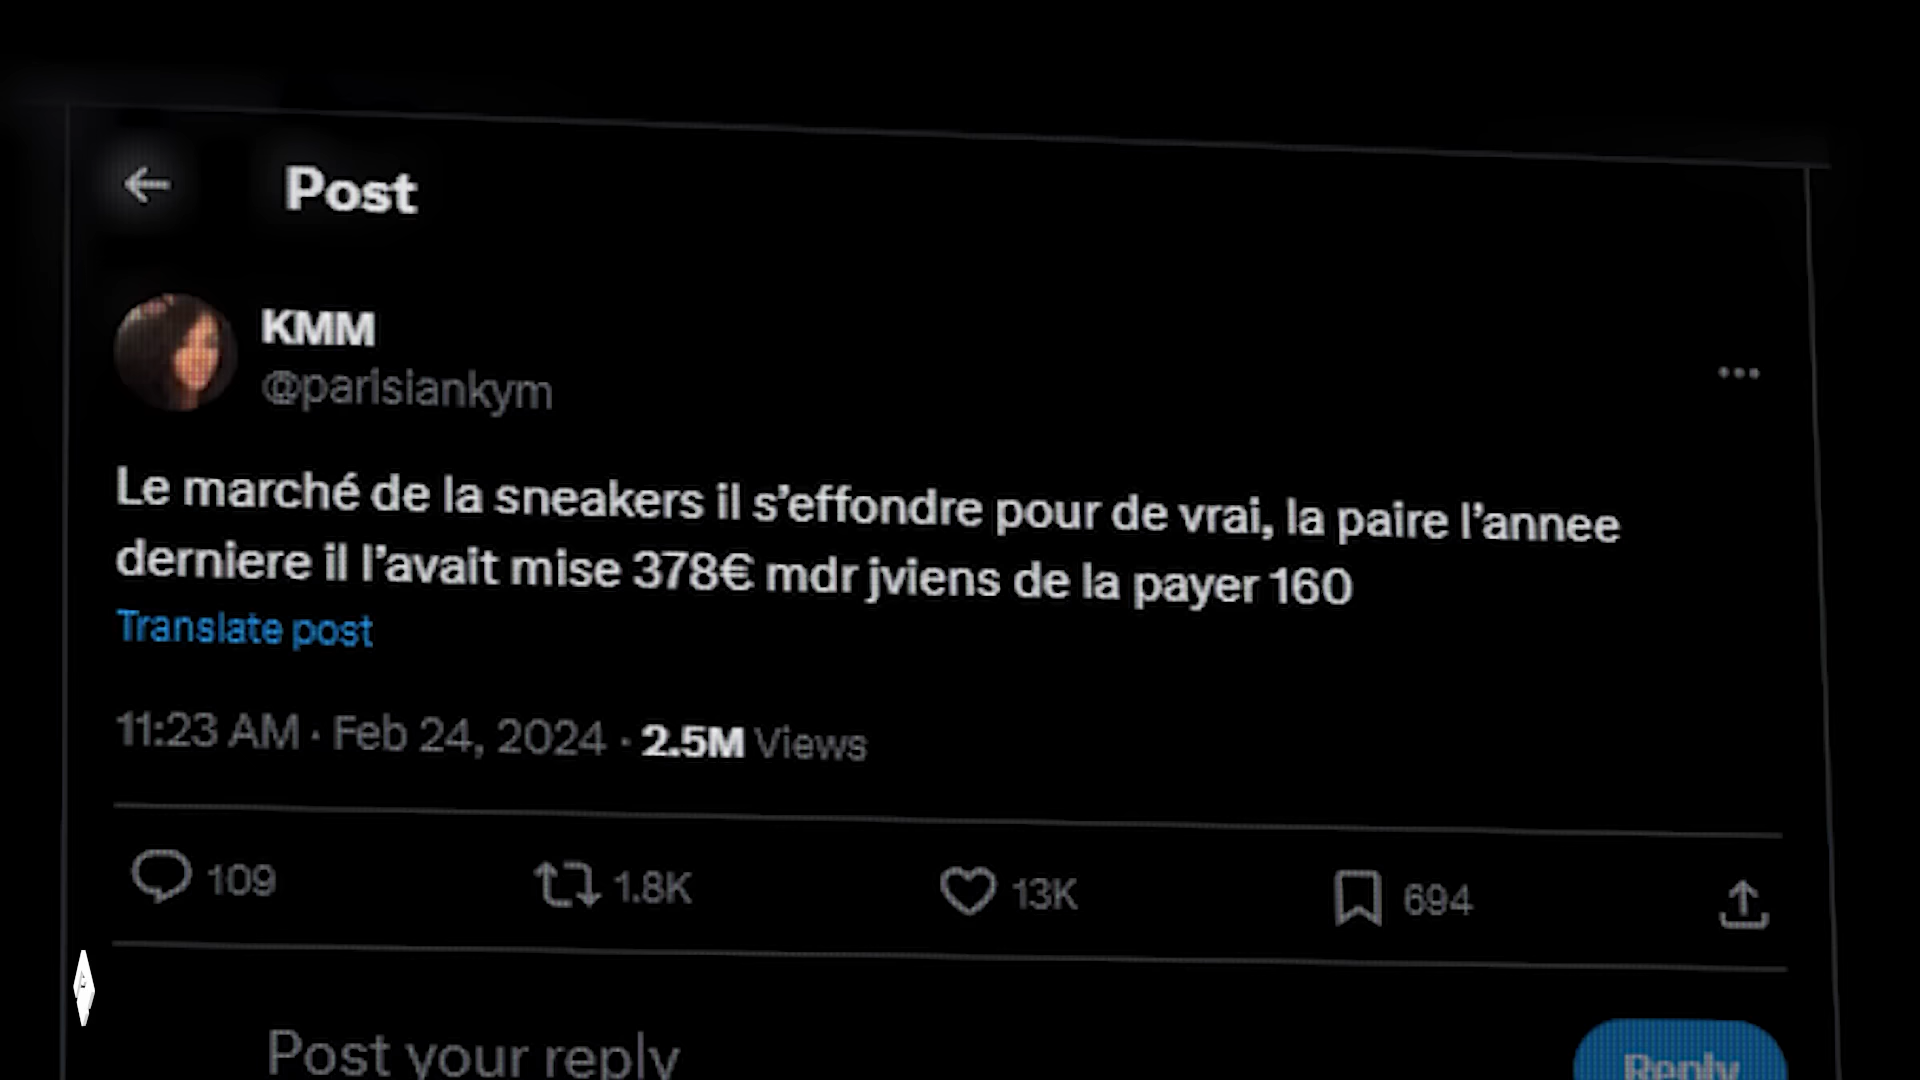 Post
KMM
@parisiankym
Le marché de la sneakers il s’effondre pour de vrai, la paire l’annee
derniere il l’avait mise 378€ mdr jviens de la payer 160
Translate post
11:23 AM · Feb 24, 2024 · 2.5M Views
109 1.8K 13K 694
Post your reply
Reply